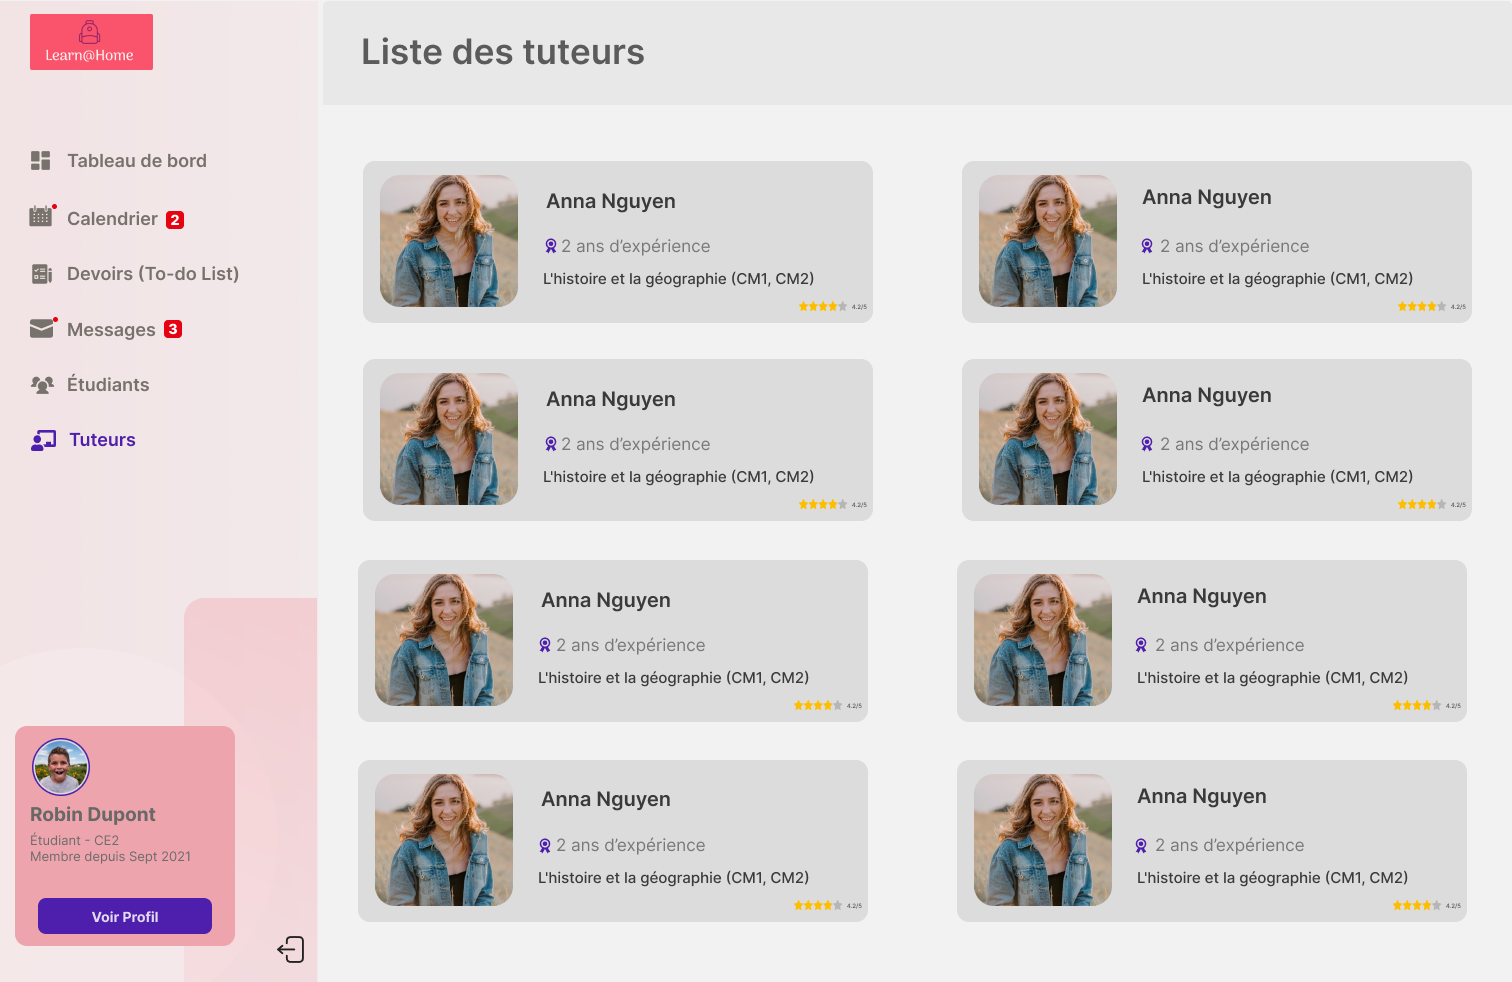 Learn@Home
Tableau de bord
Calendrier 2
Devoirs (To-do List)
Messages 3
Étudiants
Tuteurs
Robin Dupont
Étudiant - CE2
Membre depuis Sept 2021
Voir Profil
Liste des tuteurs
Anna Nguyen
2 ans d’expérience
L'histoire et la géographie (CM1, CM2)
4.2/5
Anna Nguyen
2 ans d’expérience
L'histoire et la géographie (CM1, CM2)
4.2/5
Anna Nguyen
2 ans d’expérience
L'histoire et la géographie (CM1, CM2)
4.2/5
Anna Nguyen
2 ans d’expérience
L'histoire et la géographie (CM1, CM2)
4.2/5
Anna Nguyen
2 ans d’expérience
L'histoire et la géographie (CM1, CM2)
4.2/5
Anna Nguyen
2 ans d’expérience
L'histoire et la géographie (CM1, CM2)
4.2/5
Anna Nguyen
2 ans d’expérience
L'histoire et la géographie (CM1, CM2)
4.2/5
Anna Nguyen
2 ans d’expérience
L'histoire et la géographie (CM1, CM2)
4.2/5